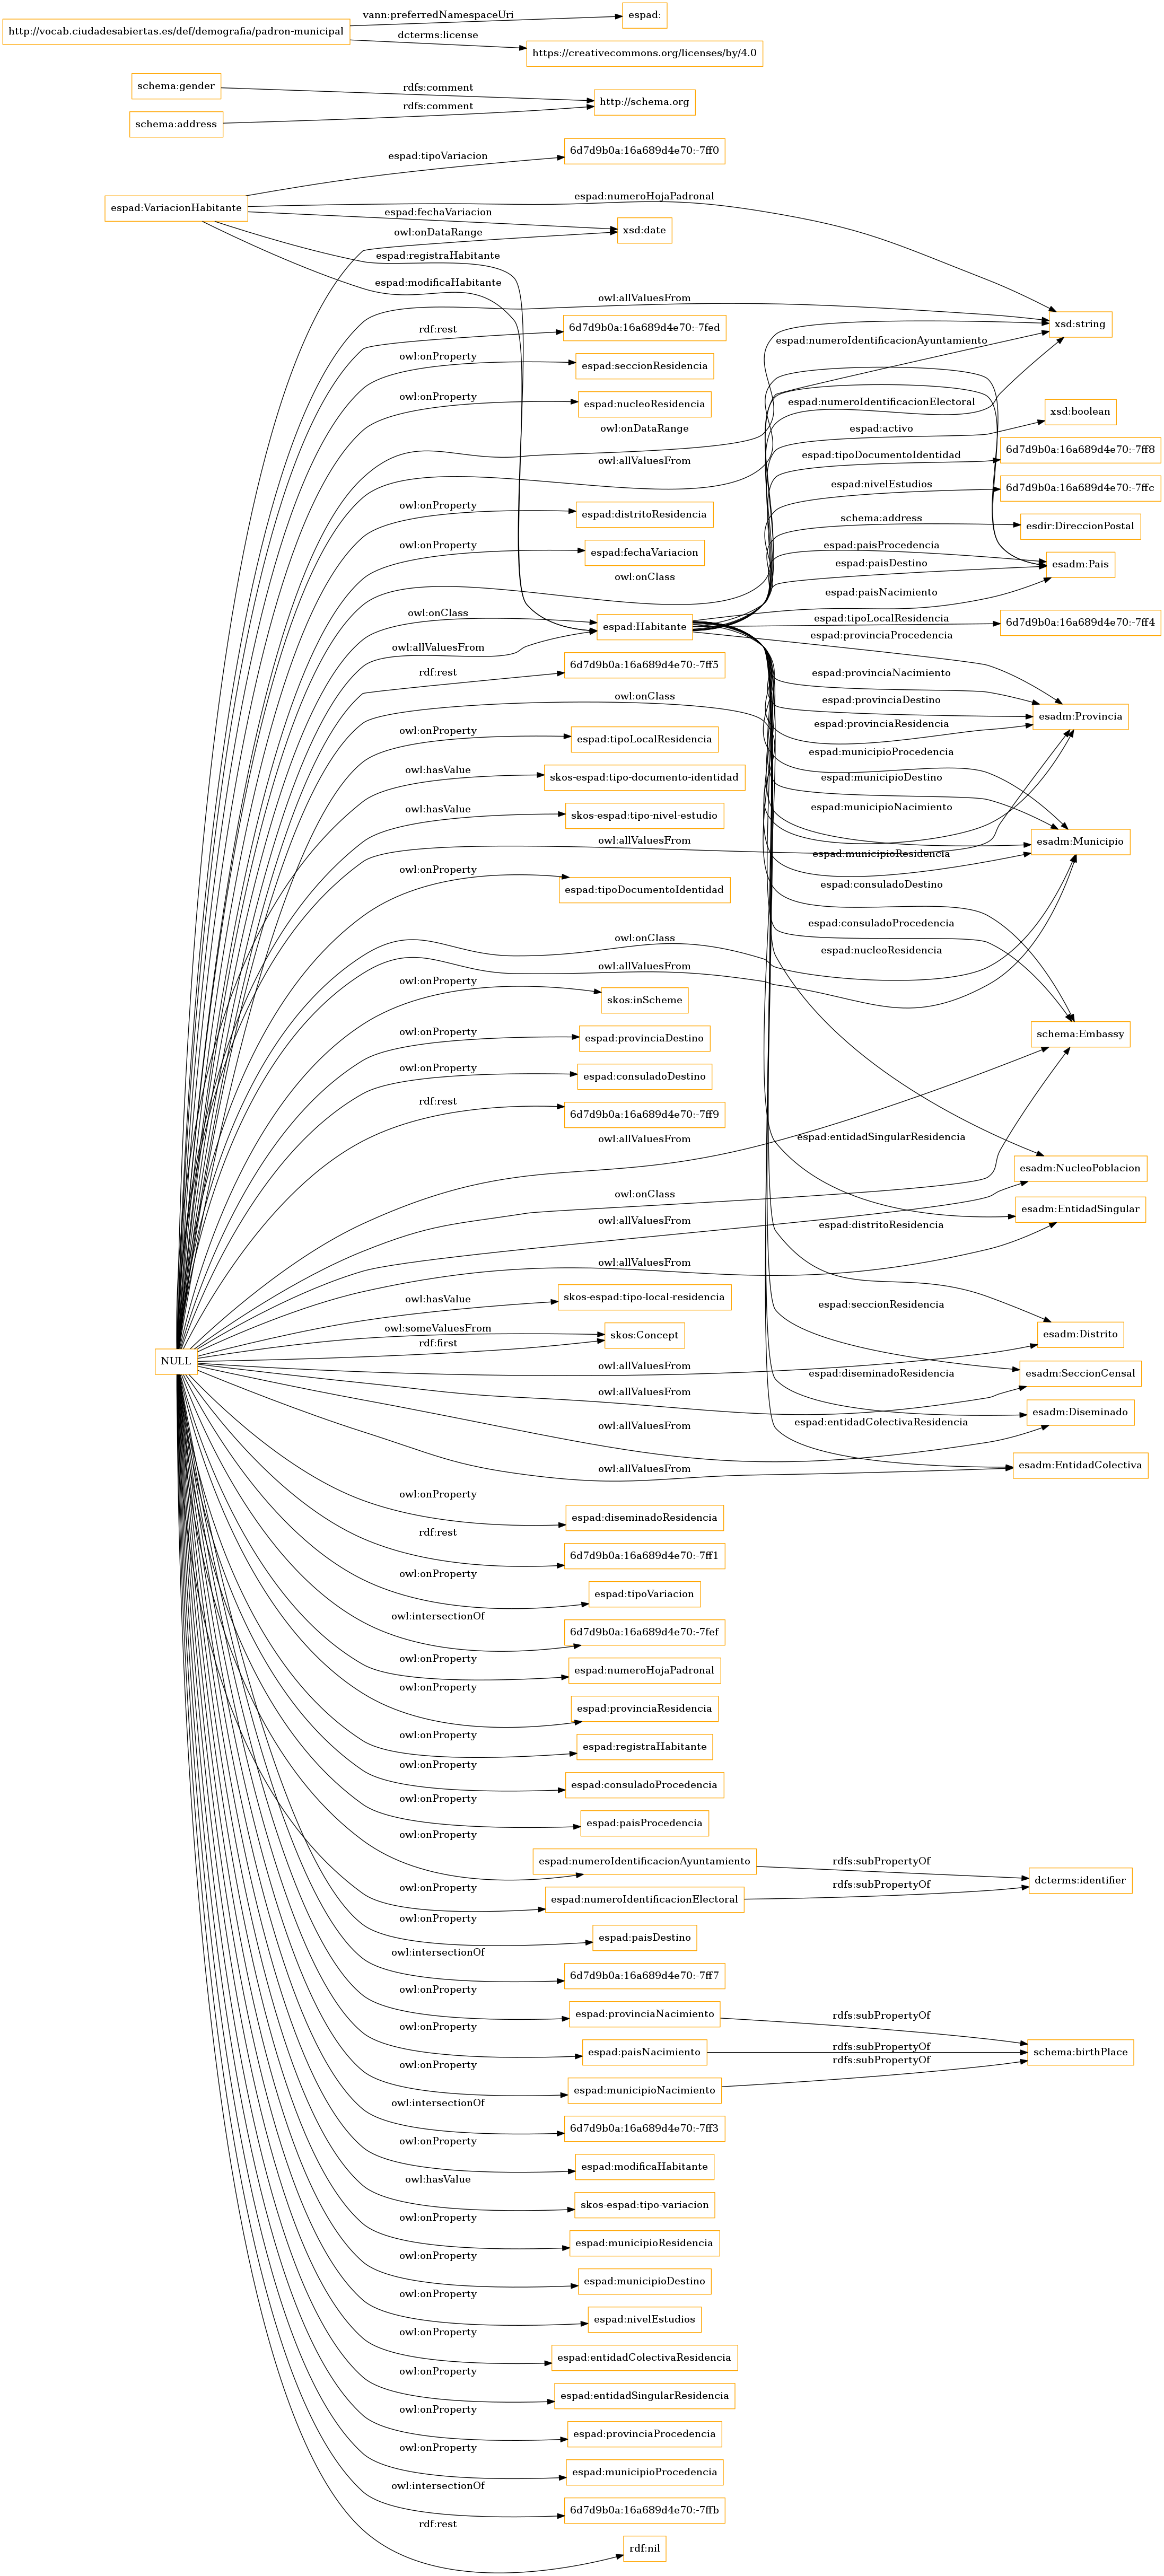 vann:preferredNamespaceUri
espad:
http://vocab.ciudadesabiertas.es/def/demografia/padron-municipal
dcterms:license
https://creativecommons.org/licenses/by/4.0
schema:gender
rdfs:comment
http://schema.org
rdfs:comment
schema:address
espad:tipoVariacion
6d7d9b0a:16a689d4e70:-7ff0
espad:numeroHojaPadronal
espad:VariacionHabitante
espad:fechaVariacion
xsd:date
owl:onDataRange
espad:registraHabitante
espad:modificaHabitante
owl:allValuesFrom
xsd:string
rdf:rest
6d7d9b0a:16a689d4e70:-7fed
espad:numeroIdentificacionAyuntamiento
owl:onProperty
espad:seccionResidencia
owl:onProperty
espad:nucleoResidencia
espad:numeroIdentificacionElectoral
xsd:boolean
owl:onDataRange
espad:activo
6d7d9b0a:16a689d4e70:-7ff8
owl:allValuesFrom
espad:tipoDocumentoIdentidad
espad:nivelEstudios
6d7d9b0a:16a689d4e70:-7ffc
owl:onProperty
espad:distritoResidencia
schema:address
esdir:DireccionPostal
owl:onProperty
espad:fechaVariacion
espad:paisProcedencia
esadm:Pais
owl:onClass
espad:paisDestino
espad:paisNacimiento
owl:onClass
espad:Habitante
espad:tipoLocalResidencia
6d7d9b0a:16a689d4e70:-7ff4
espad:provinciaProcedencia
owl:allValuesFrom
rdf:rest
6d7d9b0a:16a689d4e70:-7ff5
espad:provinciaNacimiento
owl:onClass
espad:provinciaDestino
esadm:Provincia
espad:provinciaResidencia
owl:onProperty
espad:tipoLocalResidencia
espad:municipioProcedencia
owl:hasValue
skos-espad:tipo-documento-identidad
espad:municipioDestino
owl:hasValue
skos-espad:tipo-nivel-estudio
espad:municipioNacimiento
owl:allValuesFrom
esadm:Municipio
espad:municipioResidencia
owl:onProperty
espad:tipoDocumentoIdentidad
espad:consuladoDestino
espad:consuladoProcedencia
owl:onClass
espad:nucleoResidencia
owl:allValuesFrom
owl:onProperty
skos:inScheme
schema:Embassy
owl:onProperty
espad:provinciaDestino
owl:onProperty
espad:consuladoDestino
rdf:rest
6d7d9b0a:16a689d4e70:-7ff9
owl:allValuesFrom
espad:entidadSingularResidencia
esadm:NucleoPoblacion
owl:onClass
esadm:EntidadSingular
owl:allValuesFrom
espad:distritoResidencia
owl:allValuesFrom
owl:hasValue
skos-espad:tipo-local-residencia
espad:seccionResidencia
owl:someValuesFrom
skos:Concept
esadm:Distrito
rdf:first
NULL
owl:allValuesFrom
espad:diseminadoResidencia
esadm:SeccionCensal
owl:allValuesFrom
esadm:Diseminado
owl:allValuesFrom
espad:entidadColectivaResidencia
owl:allValuesFrom
esadm:EntidadColectiva
owl:onProperty
espad:diseminadoResidencia
rdf:rest
6d7d9b0a:16a689d4e70:-7ff1
owl:onProperty
espad:tipoVariacion
owl:intersectionOf
6d7d9b0a:16a689d4e70:-7fef
owl:onProperty
espad:numeroHojaPadronal
owl:onProperty
espad:provinciaResidencia
owl:onProperty
espad:registraHabitante
owl:onProperty
espad:consuladoProcedencia
owl:onProperty
espad:paisProcedencia
owl:onProperty
espad:numeroIdentificacionAyuntamiento
rdfs:subPropertyOf
dcterms:identifier
owl:onProperty
espad:numeroIdentificacionElectoral
rdfs:subPropertyOf
owl:onProperty
espad:paisDestino
owl:intersectionOf
6d7d9b0a:16a689d4e70:-7ff7
owl:onProperty
espad:provinciaNacimiento
rdfs:subPropertyOf
owl:onProperty
espad:paisNacimiento
rdfs:subPropertyOf
schema:birthPlace
rdfs:subPropertyOf
owl:onProperty
espad:municipioNacimiento
owl:intersectionOf
6d7d9b0a:16a689d4e70:-7ff3
owl:onProperty
espad:modificaHabitante
owl:hasValue
skos-espad:tipo-variacion
owl:onProperty
espad:municipioResidencia
owl:onProperty
espad:municipioDestino
owl:onProperty
espad:nivelEstudios
owl:onProperty
espad:entidadColectivaResidencia
owl:onProperty
espad:entidadSingularResidencia
owl:onProperty
espad:provinciaProcedencia
owl:onProperty
espad:municipioProcedencia
owl:intersectionOf
6d7d9b0a:16a689d4e70:-7ffb
rdf:rest
rdf:nil